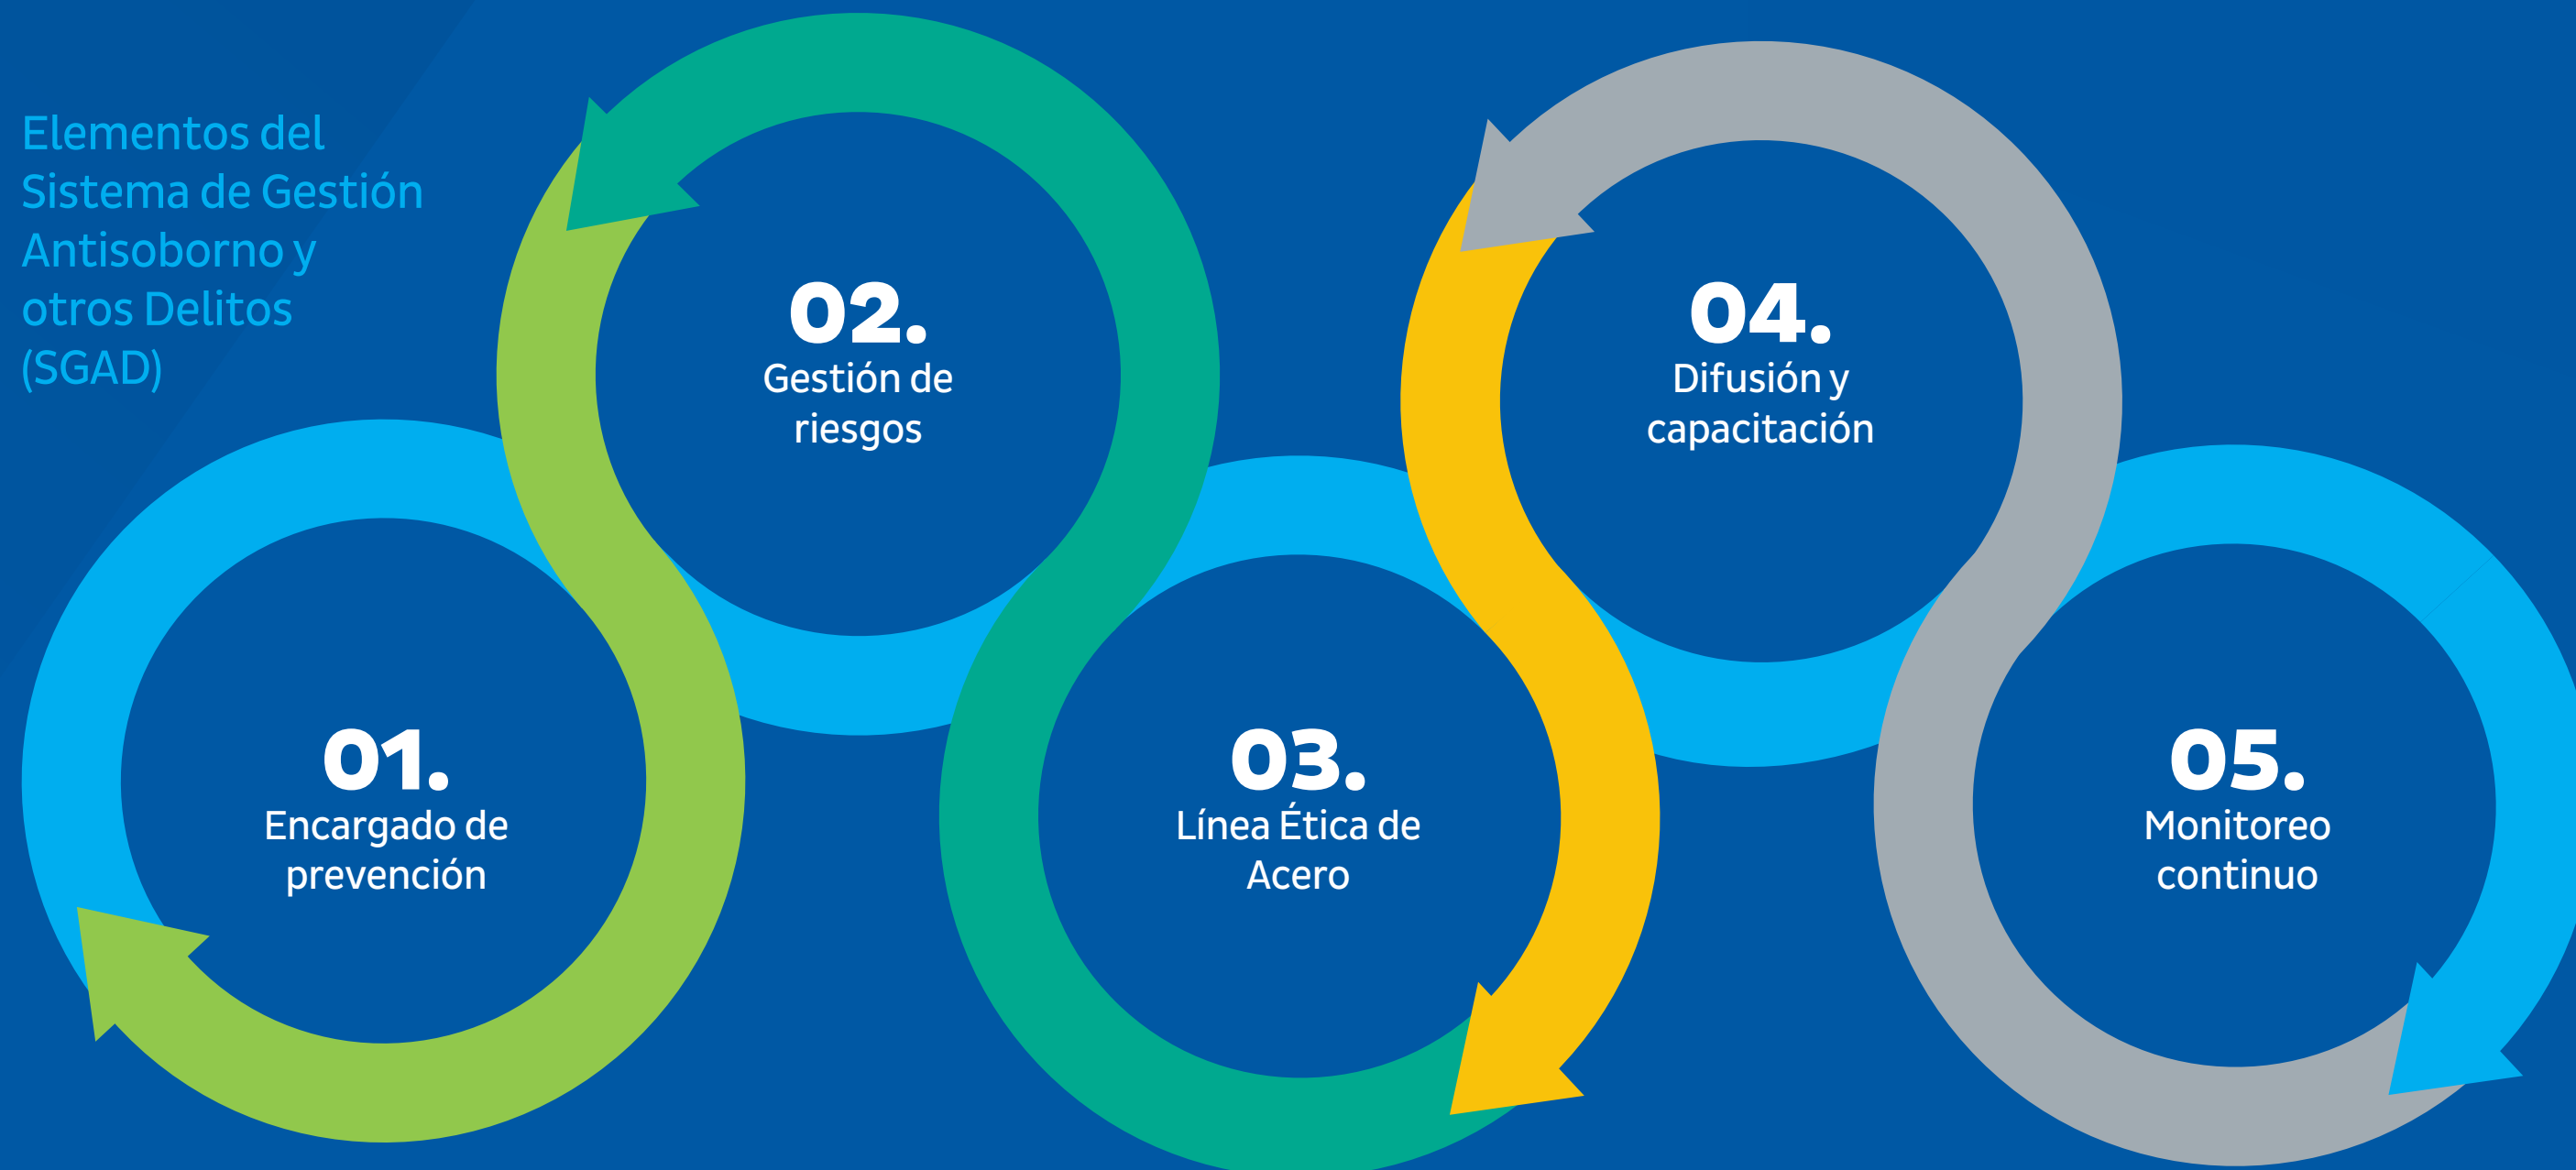 Elementos del
Sistema de Gestión
Antisoborno y
otros Delitos
(SGAD)
01.
Encargado de
prevención
02.
Gestión de
riesgos
03.
Línea Ética de
Acero
04.
Difusión y
capacitación
05.
Monitoreo
continuo